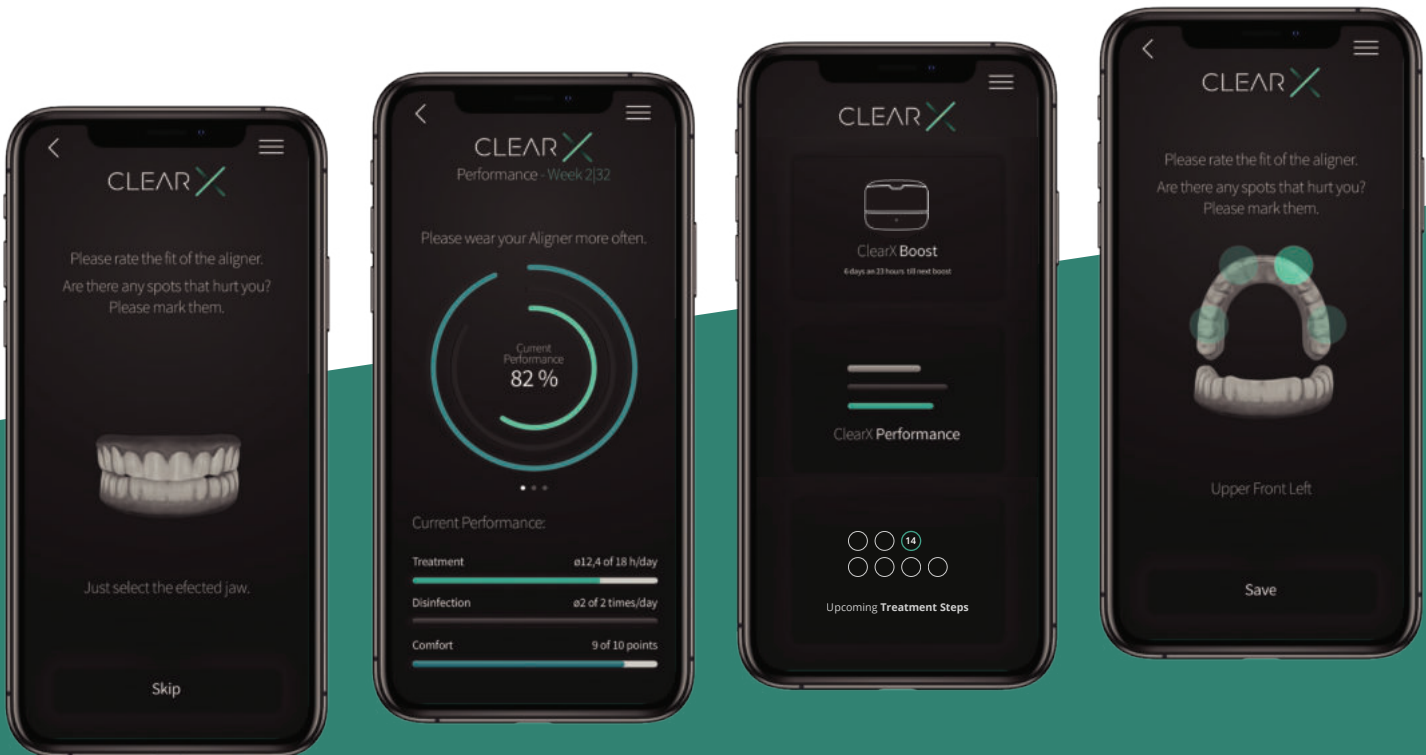 CLEARX
Please rate the fit of the aligner.
Are there any spots that hurt you?
Please mark them.
Just select the efected jaw.
Skip
CLEARX
Performance - Week 2|32
Please wear your Aligner more often.
Current
Performance
82 %
Current Performance:
Treatment ø12,4 of 18 h/day
Disinfection ø2 of 2 times/day
Comfort 9 of 10 points
CLEARX
ClearX Boost
6 days an 23 hours till next boost
ClearX Performance
14
Upcoming Treatment Steps
CLEARX
Please rate the fit of the aligner.
Are there any spots that hurt you?
Please mark them.
Upper Front Left
Save